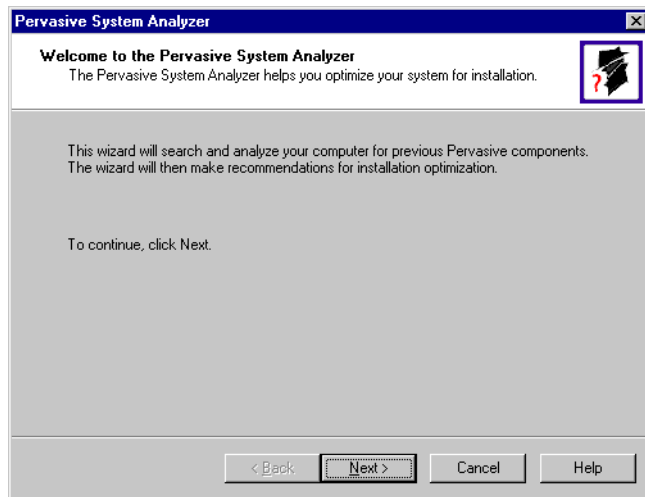 Pervasive System Analyzer
Welcome to the Pervasive System Analyzer
The Pervasive System Analyzer helps you optimize your system for installation.
?
This wizard will search and analyze your computer for previous Pervasive components.
The wizard will then make recommendations for installation optimization.
To continue, click Next.
< Back
Next >
Cancel
Help